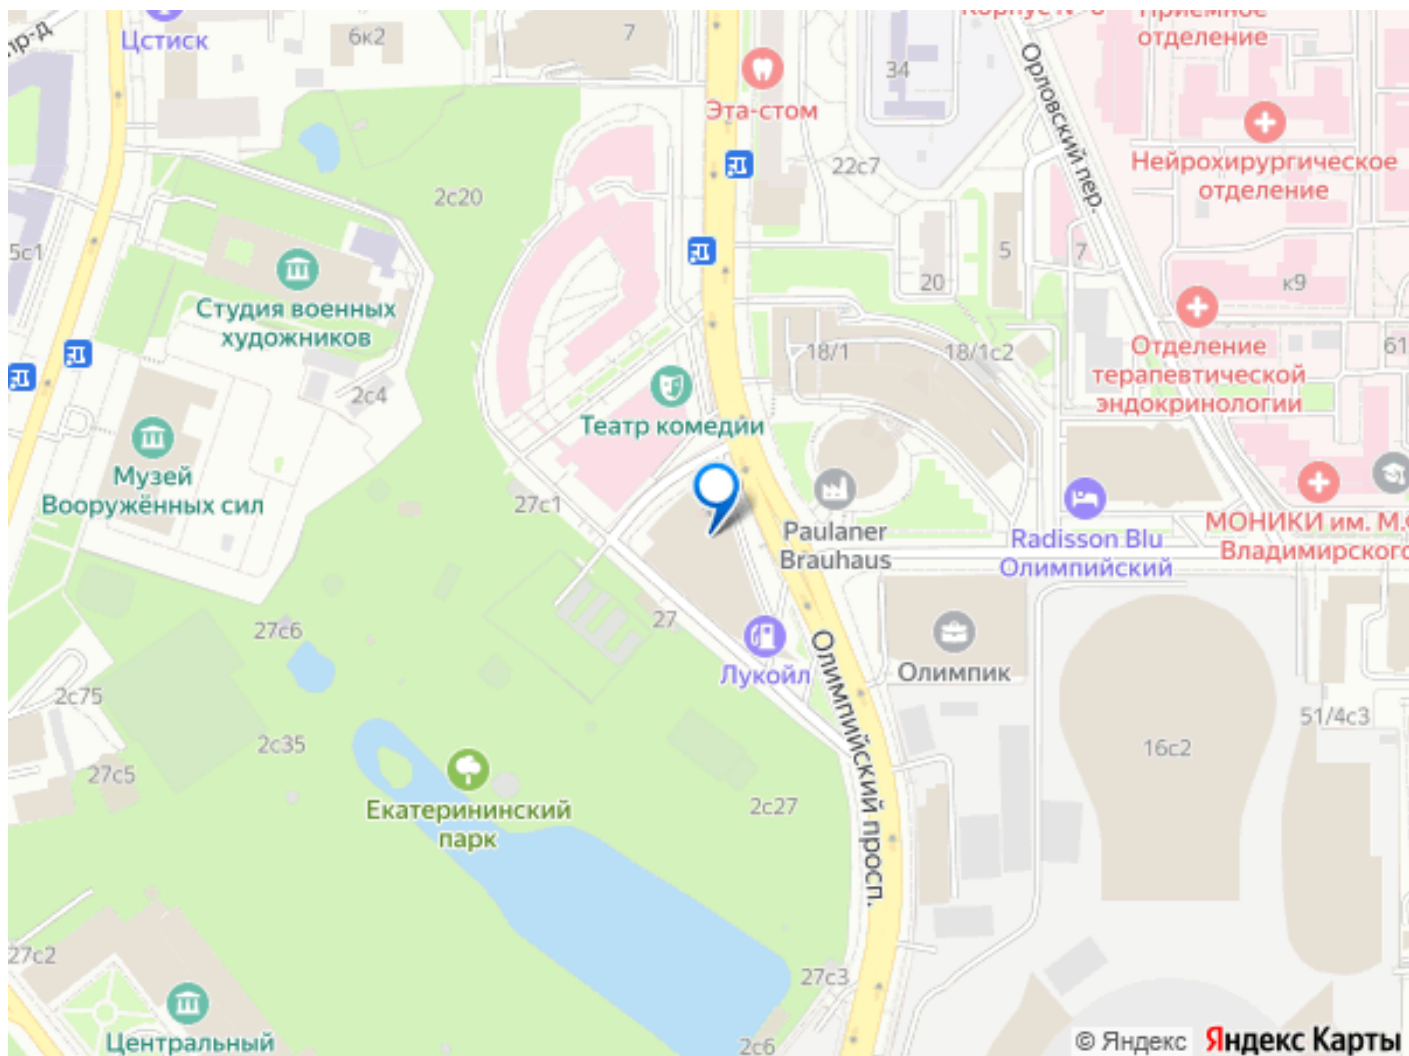 пр-д
Цстиск
6к2
7
Эта-стом
34
22с7
Орловский пер.
отделение
Нейрохирургическое
отделение
2с20
5с1
Студия военных
художников
2с4
20
5
7
к9
18/1
18/1с2
Отделение
терапевтической
эндокринологии
61
Театр комедии
Музей
Вооружённых сил
27с1
Paulaner
Brauhaus
Radisson Blu
Олимпийский
МОНИКИ им. М.Ф
Владимирского
27с6
27
Лукойл
Олимпик
Олимпийский просп.
2с75
2с35
27с5
51/4с3
16с2
Екатерининский
парк
2с27
27с2
27с3
Центральный
2с6
© Яндекс Яндекс Карты